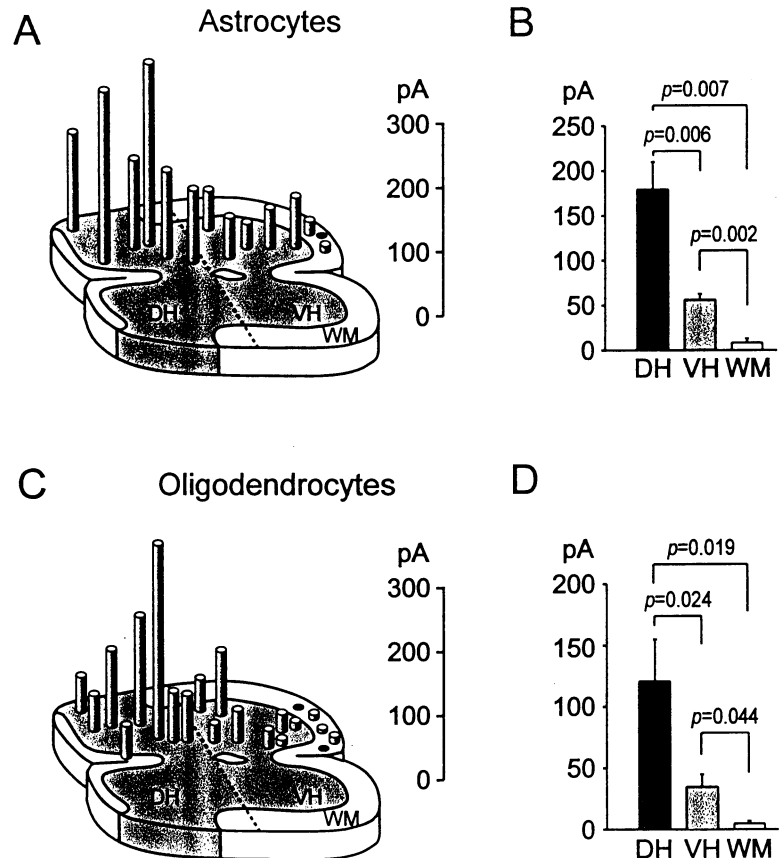 A
Astrocytes
pA
300
200
100
0
DH
VH
WM
B
pA
p=0.007
p=0.006
p=0.002
250
200
150
100
50
0
DH VH WM
C
Oligodendrocytes
pA
300
200
100
0
DH
VH
WM
D
pA
p=0.019
p=0.024
p=0.044
200
150
100
50
0
DH VH WM